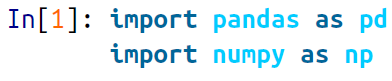 In[1]: import pandas as pd
import numpy as np